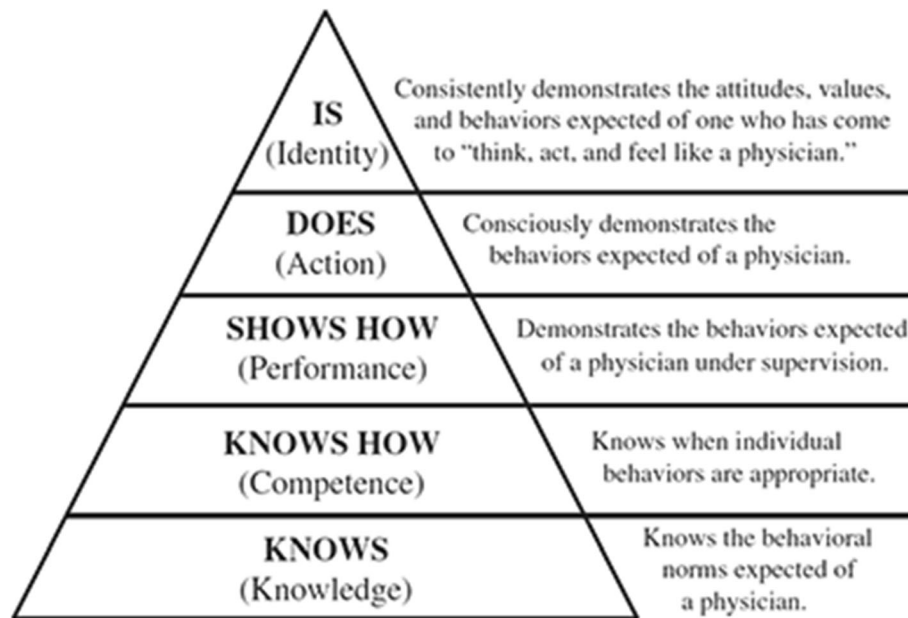 IS
(Identity)
Consistently demonstrates the attitudes, values,
and behaviors expected of one who has come
to “think, act, and feel like a physician.”
DOES
(Action)
Consciously demonstrates the
behaviors expected of a physician.
SHOWS HOW
(Performance)
Demonstrates the behaviors expected
of a physician under supervision.
KNOWS HOW
(Competence)
Knows when individual
behaviors are appropriate.
KNOWS
(Knowledge)
Knows the behavioral
norms expected of
a physician.